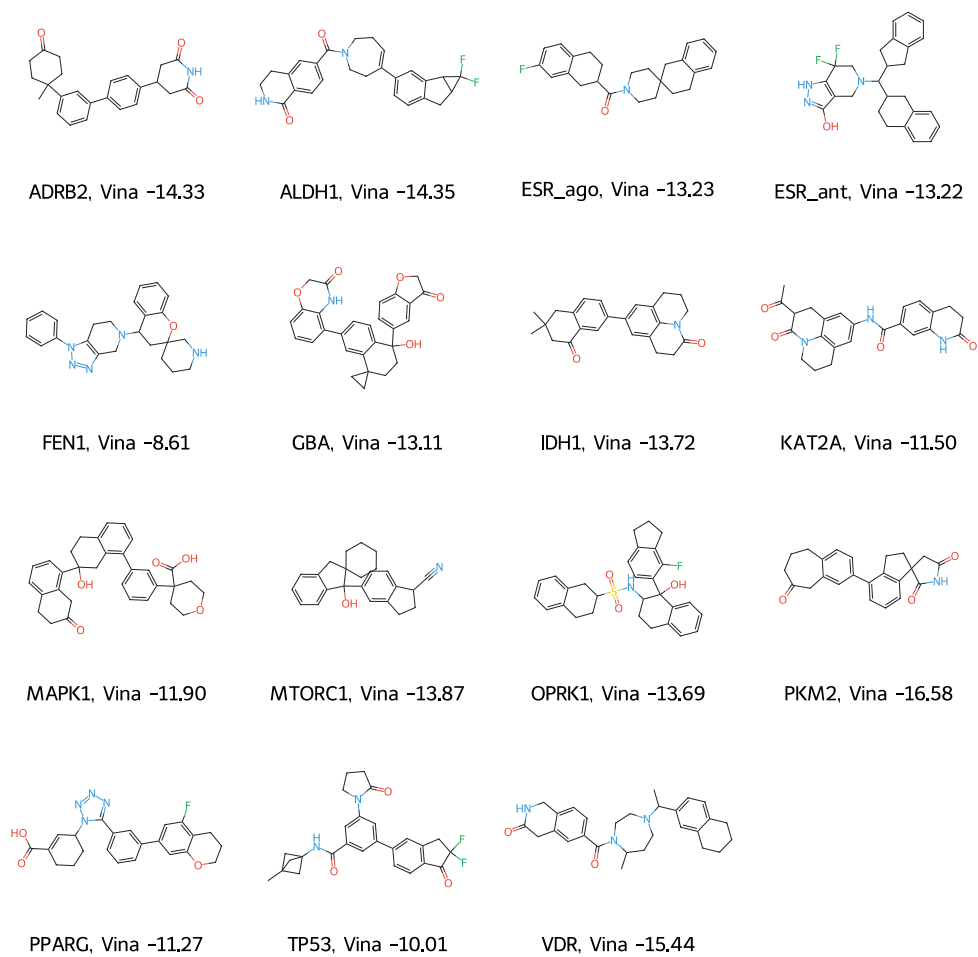 ADRB2, Vina -14.33
ALDH1, Vina -14.35
ESR_ago, Vina -13.23
ESR_ant, Vina -13.22
FEN1, Vina -8.61
GBA, Vina -13.11
IDH1, Vina -13.72
KAT2A, Vina -11.50
MAPK1, Vina -11.90
MTORC1, Vina -13.87
OPRK1, Vina -13.69
PKM2, Vina -16.58
PPARG, Vina -11.27
TP53, Vina -10.01
VDR, Vina -15.44